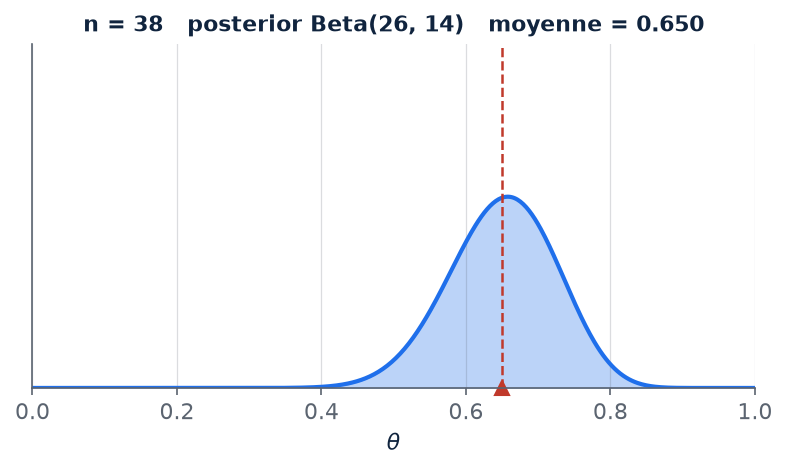 n = 38   posterior Beta(26, 14)   moyenne = 0.650
0.0 0.2 0.4 0.6 0.8 1.0
θ